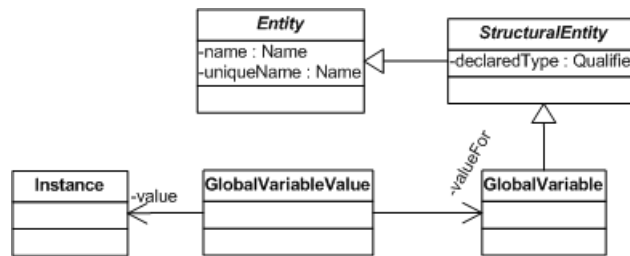 Entity
-name : Name
-uniqueName : Name
StructuralEntity
-declaredType : Qualifie
Instance
-value
GlobalVariableValue
-valueFor
GlobalVariable